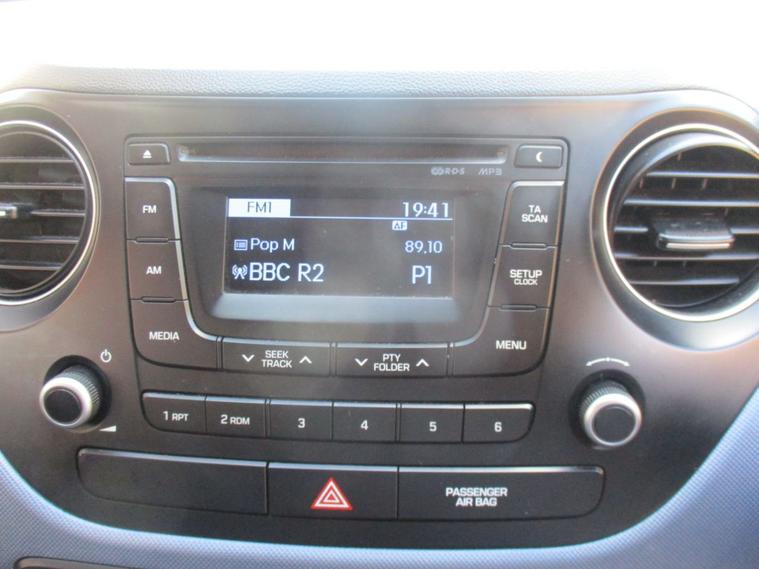 RDS MP3
FM
FM1 19:41
TA
SCAN
AF
Pop M 89,10
AM
BBC R2 P1
SETUP
CLOCK
MEDIA
SEEK
TRACK
PTY
FOLDER
MENU
1 RPT 2 RDM 3 4 5 6
PASSENGER
AIR BAG